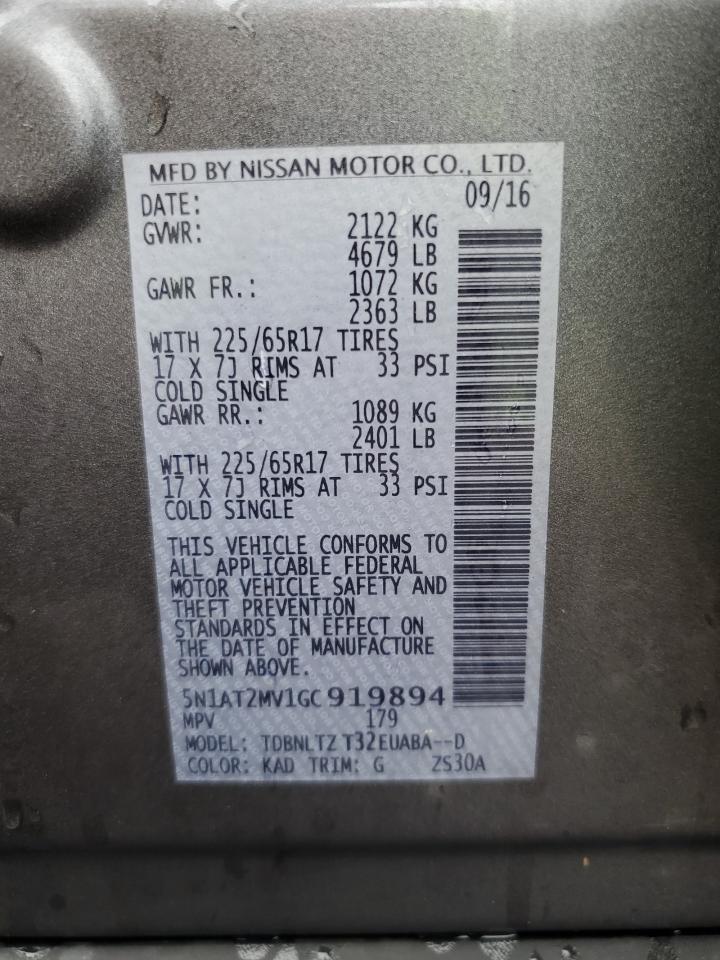 MFD BY NISSAN MOTOR CO., LTD.
DATE: 09/16
GVWR: 2122 KG
4679 LB
GAWR FR.: 1072 KG
2363 LB
WITH 225/65R17 TIRES
17 X 7J RIMS AT 33 PSI
COLD SINGLE
GAWR RR.: 1089 KG
2401 LB
WITH 225/65R17 TIRES
17 X 7J RIMS AT 33 PSI
COLD SINGLE
THIS VEHICLE CONFORMS TO
ALL APPLICABLE FEDERAL
MOTOR VEHICLE SAFETY AND
THEFT PREVENTION
STANDARDS IN EFFECT ON
THE DATE OF MANUFACTURE
SHOWN ABOVE.
5N1AT2MV1GC919894
MPV 179
MODEL: TDBNLTZ T32EUABA--D
COLOR: KAD TRIM: G ZS30A